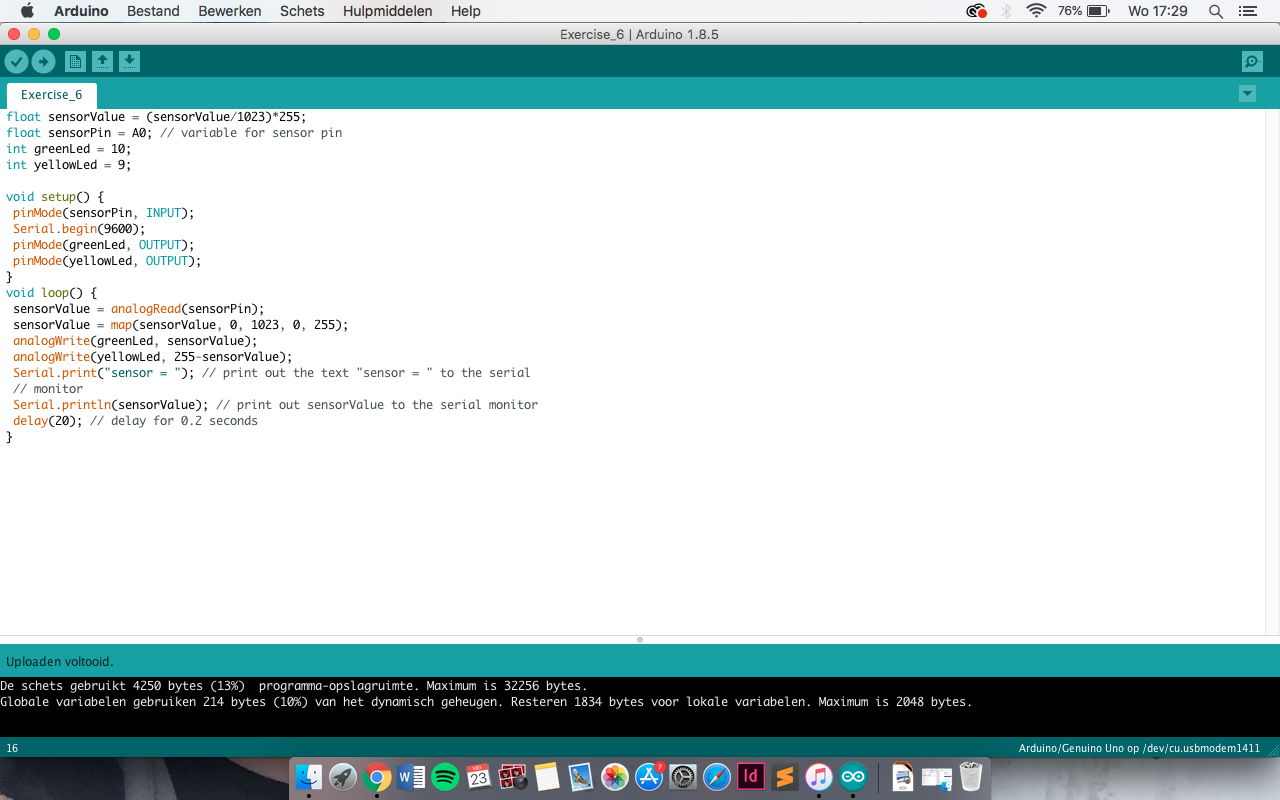 Arduino Bestand Bewerken Schets Hulpmiddelen Help 76% Wo 17:29
Exercise_6 | Arduino 1.8.5
Exercise_6
float sensorValue = (sensorValue/1023)*255;
float sensorPin = A0; // variable for sensor pin
int greenLed = 10;
int yellowLed = 9;
void setup() {
pinMode(sensorPin, INPUT);
Serial.begin(9600);
pinMode(greenLed, OUTPUT);
pinMode(yellowLed, OUTPUT);
}
void loop() {
sensorValue = analogRead(sensorPin);
sensorValue = map(sensorValue, 0, 1023, 0, 255);
analogWrite(greenLed, sensorValue);
analogWrite(yellowLed, 255-sensorValue);
Serial.print("sensor = "); // print out the text "sensor = " to the serial
// monitor
Serial.println(sensorValue); // print out sensorValue to the serial monitor
delay(20); // delay for 0.2 seconds
}
Uploaden voltooid.
De schets gebruikt 4250 bytes (13%)  programma-opslagruimte. Maximum is 32256 bytes.
Globale variabelen gebruiken 214 bytes (10%) van het dynamisch geheugen. Resteren 1834 bytes voor lokale variabelen. Maximum is 2048 bytes.
16 Arduino/Genuino Uno op /dev/cu.usbmodem1411
W 23 7 Id